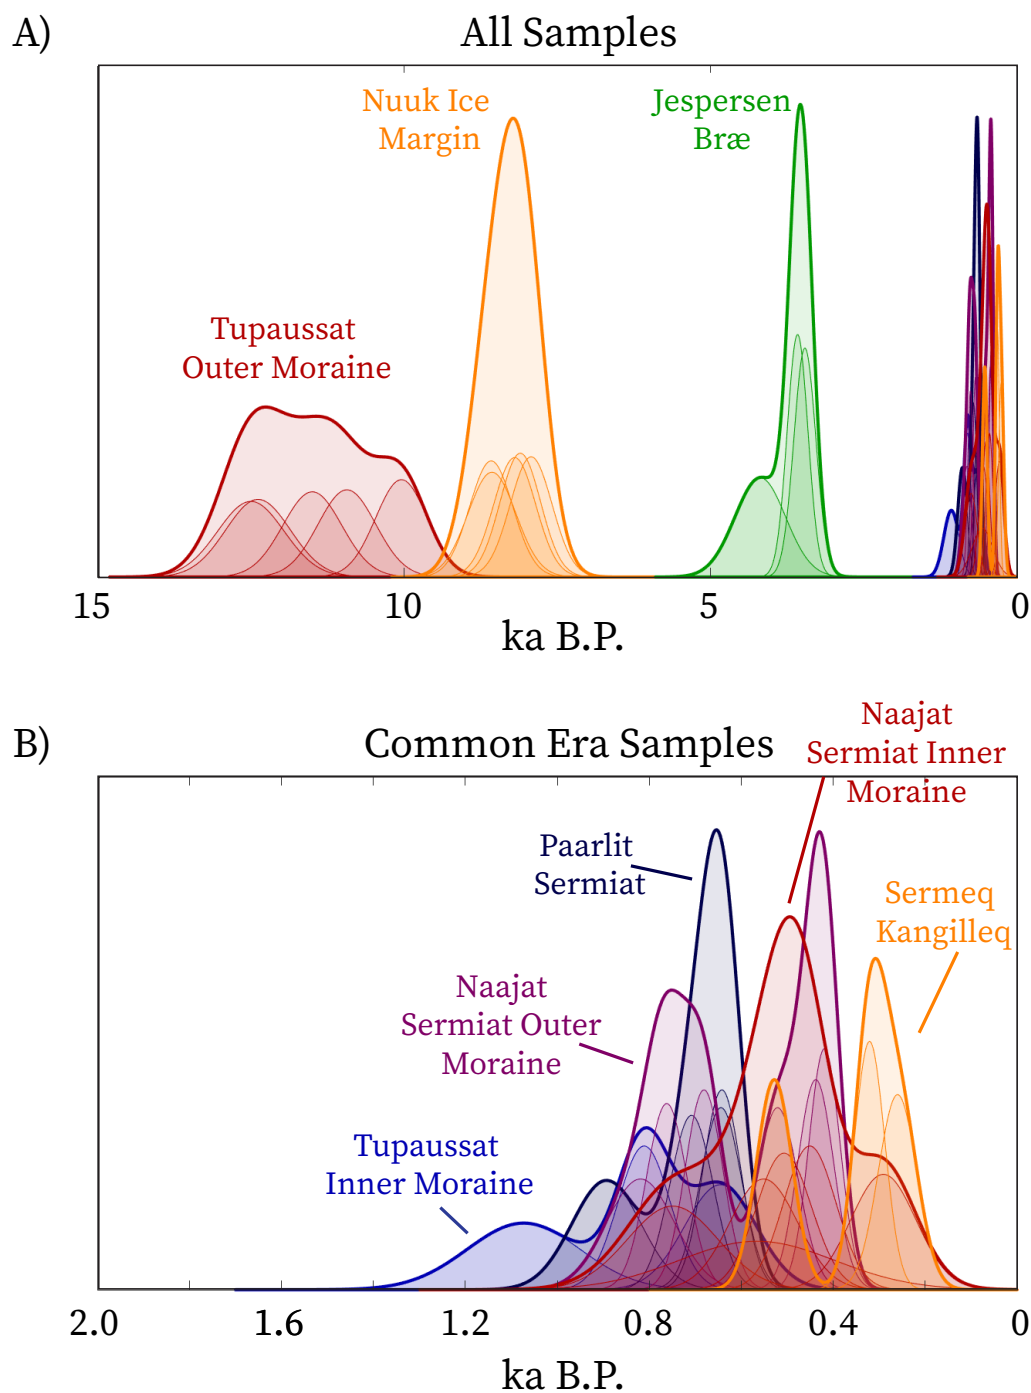 A)
All Samples
Nuuk Ice
Margin
Jespersen
Bræ
Tupaussat
Outer Moraine
15
10
5
0
ka B.P.
B)
Common Era Samples
Naajat
Sermiat Inner
Moraine
Paarlit
Sermiat
Sermeq
Kangilleq
Naajat
Sermiat Outer
Moraine
Tupaussat
Inner Moraine
2.0
1.6
1.2
0.8
0.4
0
ka B.P.